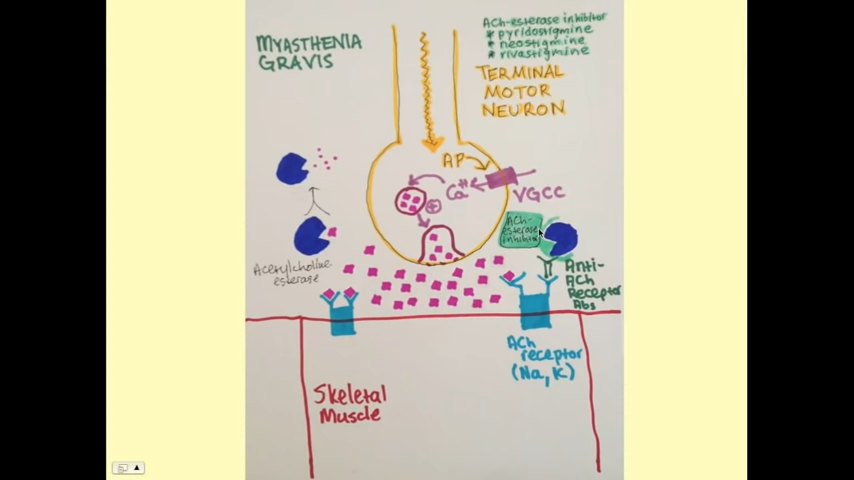 MYASTHENIA
GRAVIS
ACh-esterase inhibitor
* pyridostigmine
* neostigmine
* rivastigmine
TERMINAL
MOTOR
NEURON
AP
Ca++
VGCC
+
ACh-
esterase
inhibitor
Acetylcholine
esterase
Anti-
ACh
Receptor
Abs
ACh
receptor
(Na, K)
Skeletal
Muscle